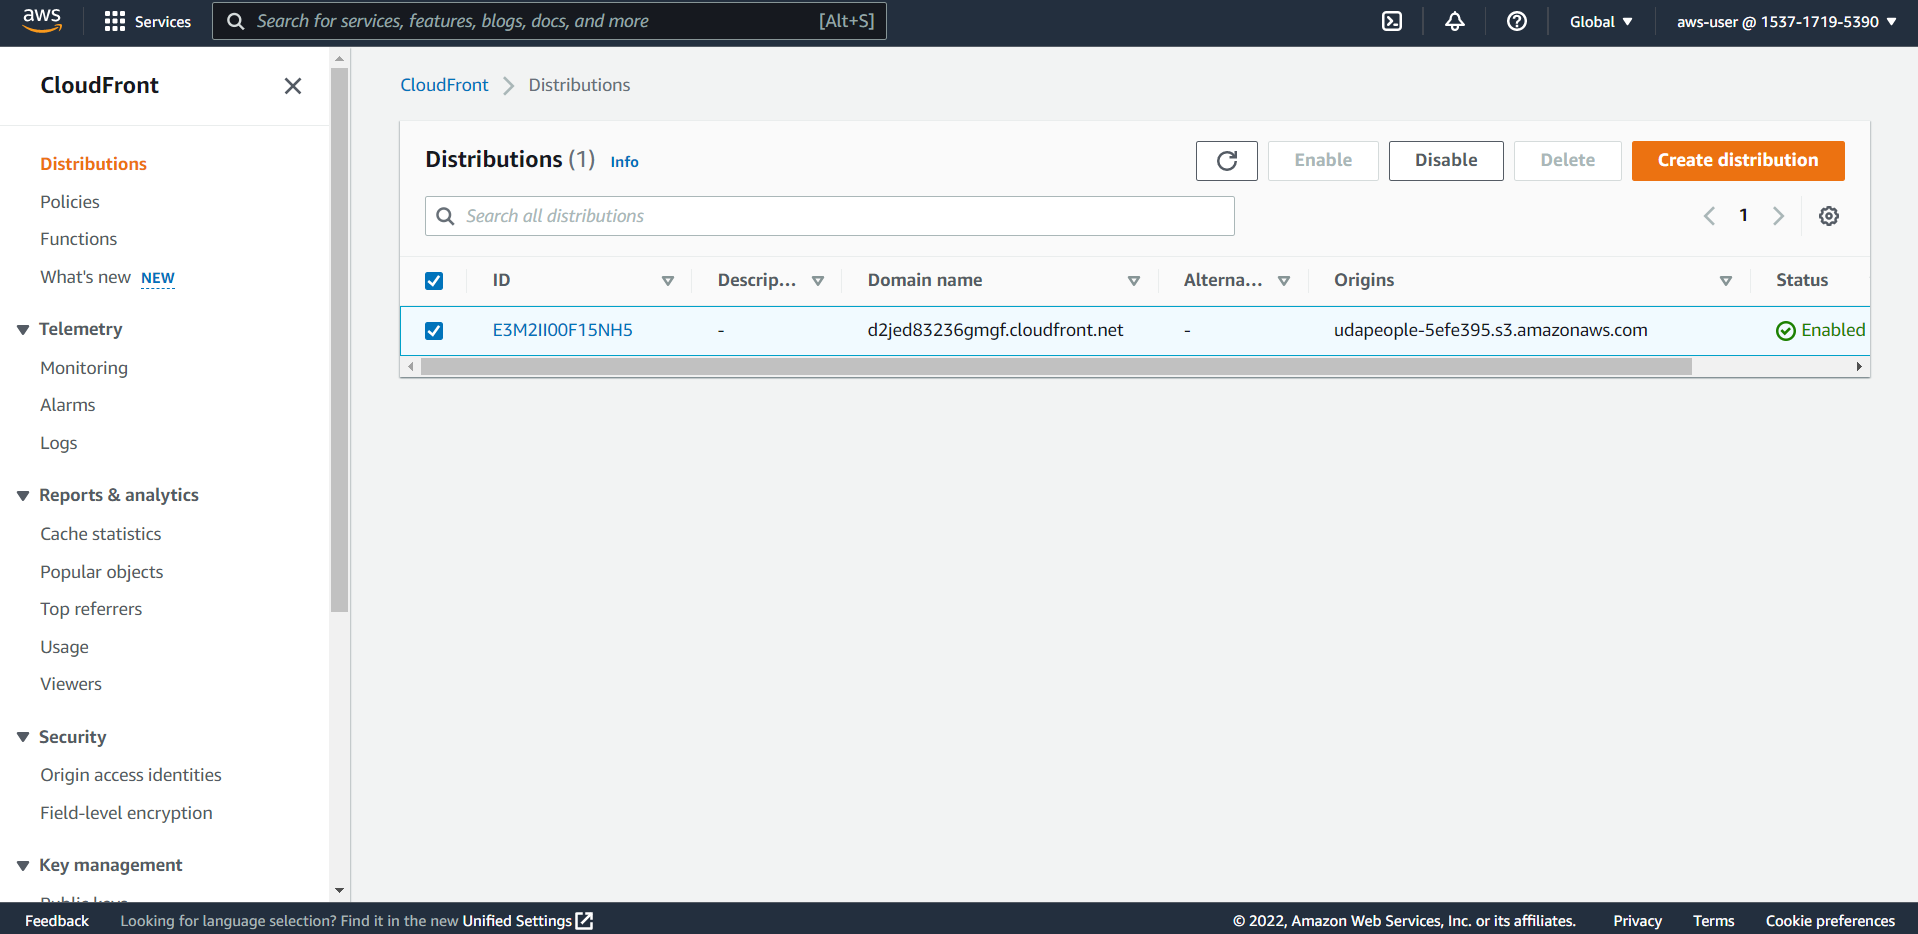 aws
Services
Search for services, features, blogs, docs, and more
[Alt+S]
Global
aws-user @ 1537-1719-5390
CloudFront
Distributions
Policies
Functions
What's new NEW
Telemetry
Monitoring
Alarms
Logs
Reports & analytics
Cache statistics
Popular objects
Top referrers
Usage
Viewers
Security
Origin access identities
Field-level encryption
Key management
Public keys
CloudFront
Distributions
Distributions (1) Info
Enable
Disable
Delete
Create distribution
Search all distributions
1
ID
Descrip...
Domain name
Alterna...
Origins
Status
E3M2II00F15NH5
-
d2jed83236gmgf.cloudfront.net
-
udapeople-5efe395.s3.amazonaws.com
Enabled
Feedback
Looking for language selection? Find it in the new Unified Settings
© 2022, Amazon Web Services, Inc. or its affiliates.
Privacy
Terms
Cookie preferences